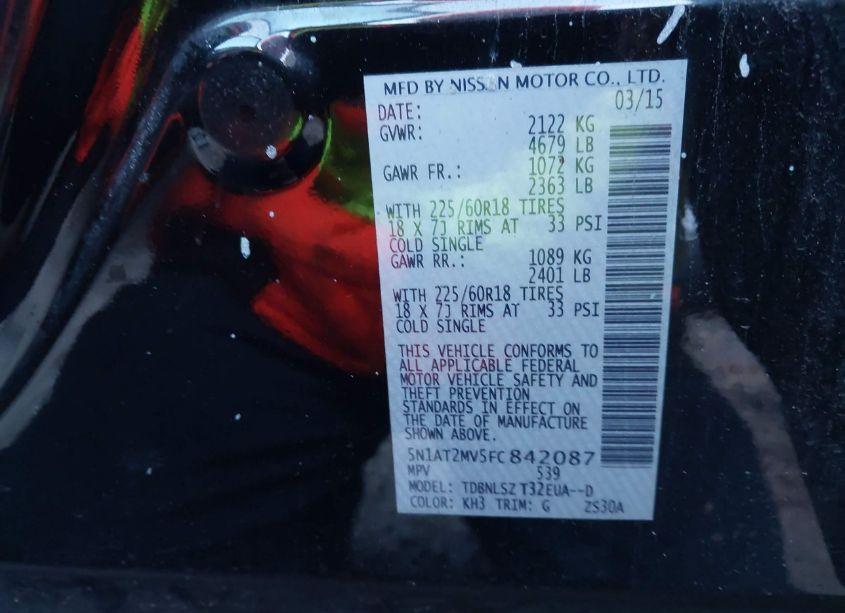 MFD BY NISSAN MOTOR CO., LTD.
DATE: 03/15
GVWR: 2122 KG
4679 LB
GAWR FR.: 1072 KG
2363 LB
WITH 225/60R18 TIRES
18 X 7J RIMS AT 33 PSI
COLD SINGLE
GAWR RR.: 1089 KG
2401 LB
WITH 225/60R18 TIRES
18 X 7J RIMS AT 33 PSI
COLD SINGLE
THIS VEHICLE CONFORMS TO
ALL APPLICABLE FEDERAL
MOTOR VEHICLE SAFETY AND
THEFT PREVENTION
STANDARDS IN EFFECT ON
THE DATE OF MANUFACTURE
SHOWN ABOVE.
5N1AT2MV5FC842087
MPV 539
MODEL: TDBNLSZ T32EUA--D
COLOR: KH3 TRIM: G ZS30A